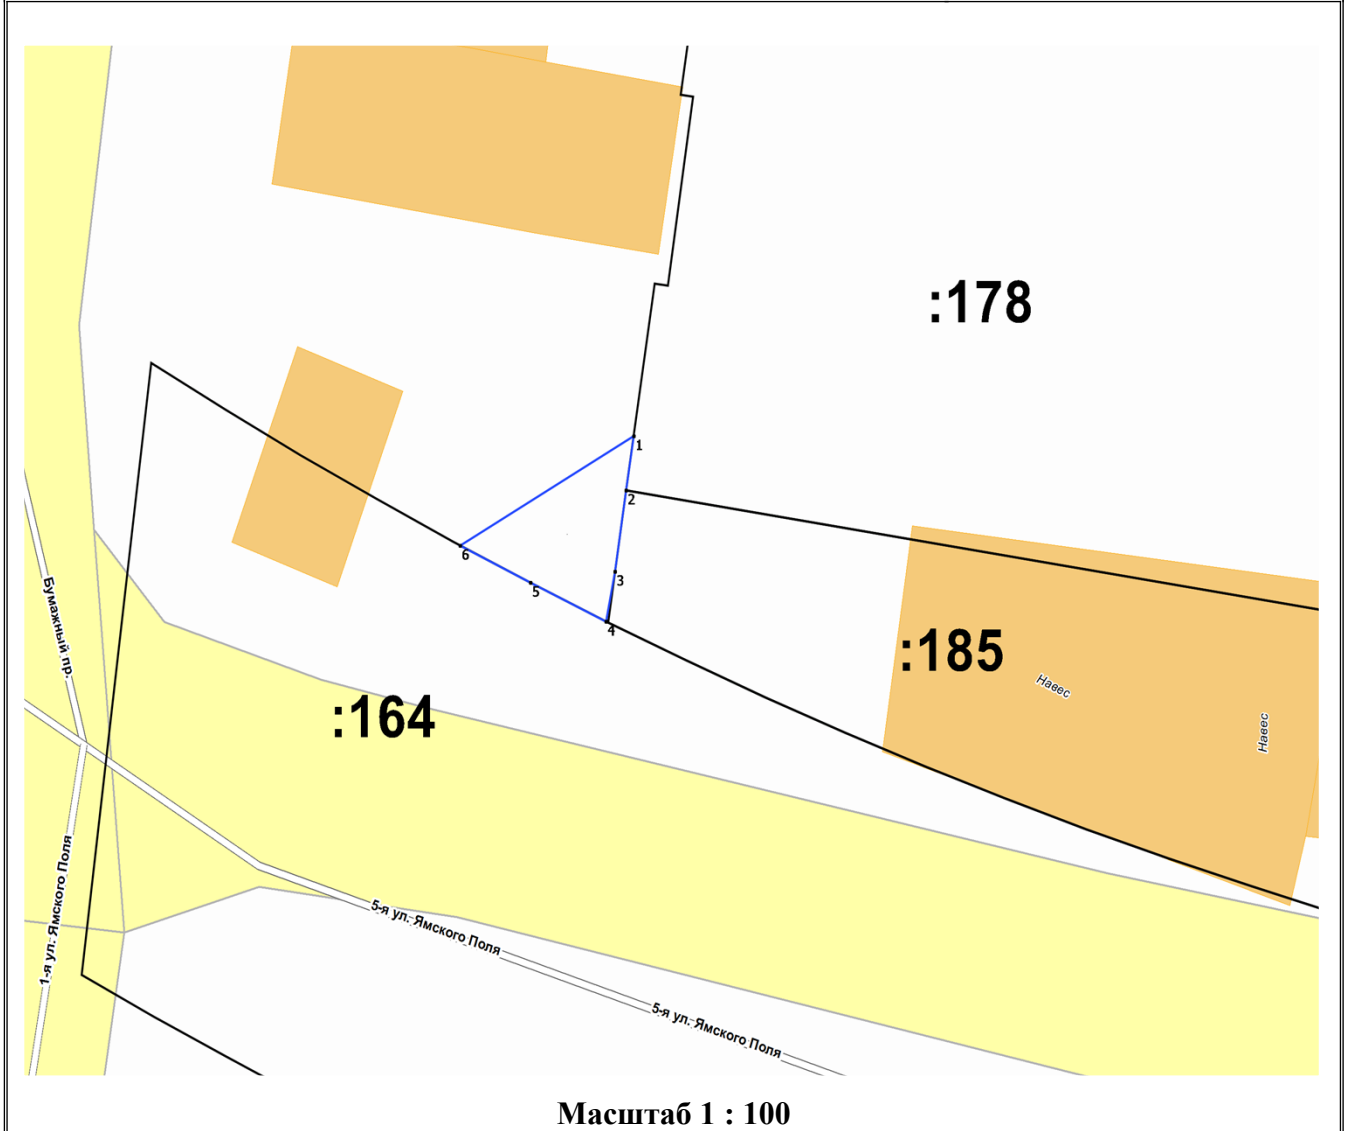 :178
1
2
6
3
5
4
Бумажный пр.
:185
Навес
Навес
:164
1-я ул. Ямского Поля
5-я ул. Ямского Поля
5-я ул. Ямского Поля
Масштаб 1 : 100